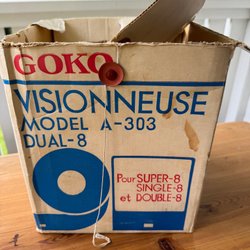 GOKO
VISIONNEUSE
MODEL A-303
DUAL-8
Pour SUPER-8
SINGLE-8
et DOUBLE-8